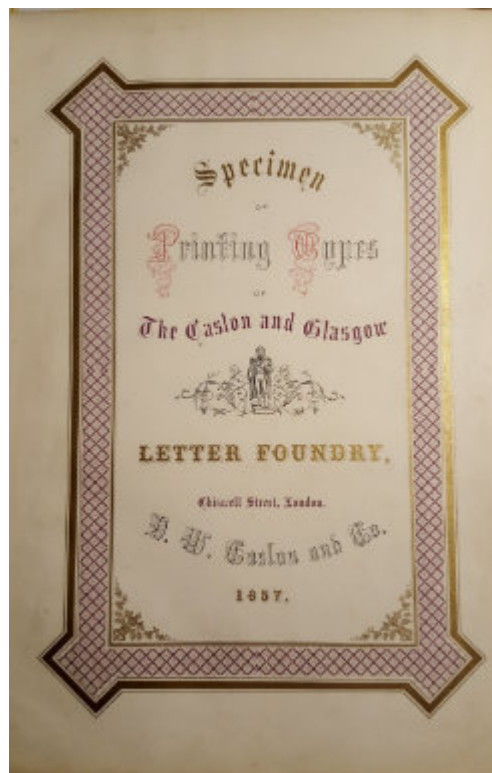 Specimen
OF
Printing Types
OF
The Caslon and Glasgow
LETTER FOUNDRY,
Chiswell Street, London.
H. W. Caslon and Co.
1857.